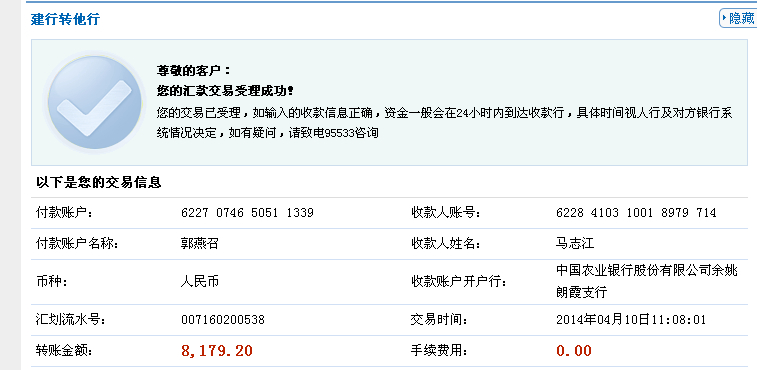 建行转他行
隐藏
尊敬的客户：
您的汇款交易受理成功！
您的交易已受理，如输入的收款信息正确，资金一般会在24小时内到达收款行，具体时间视人行及对方银行系
统情况决定，如有疑问，请致电95533咨询
以下是您的交易信息
付款账户： 6227 0746 5051 1339 收款人账号： 6228 4103 1001 8979 714
付款账户名称： 郭燕召 收款人姓名： 马志江
币种： 人民币 收款账户开户行： 中国农业银行股份有限公司余姚
朗霞支行
汇划流水号： 007160200538 交易时间： 2014年04月10日11:08:01
转账金额： 8,179.20 手续费用： 0.00